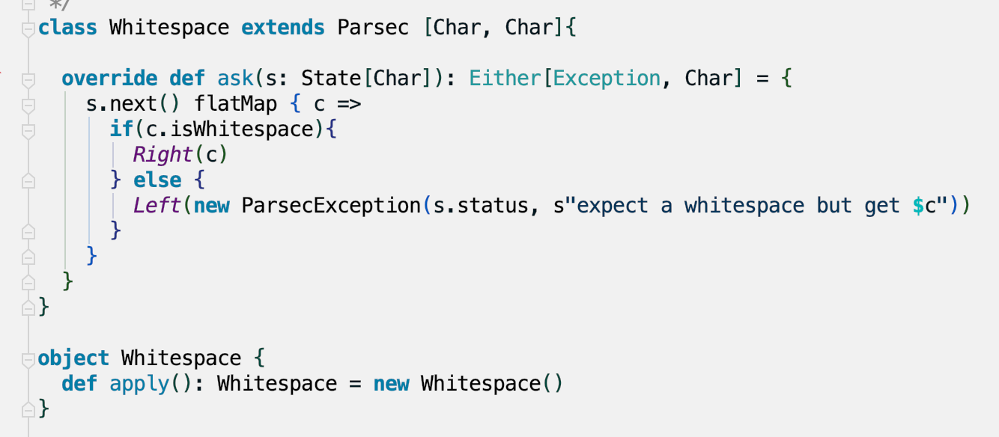 */
class Whitespace extends Parsec [Char, Char]{
override def ask(s: State[Char]): Either[Exception, Char] = {
s.next() flatMap { c =>
if(c.isWhitespace){
Right(c)
} else {
Left(new ParsecException(s.status, s"expect a whitespace but get $c"))
}
}
}
}
object Whitespace {
def apply(): Whitespace = new Whitespace()
}